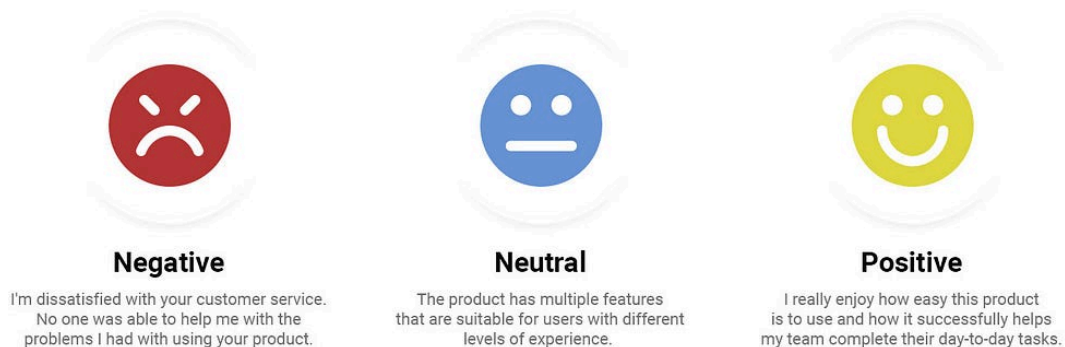 Negative
I'm dissatisfied with your customer service.
No one was able to help me with the
problems I had with using your product.
Neutral
The product has multiple features
that are suitable for users with different
levels of experience.
Positive
I really enjoy how easy this product
is to use and how it successfully helps
my team complete their day-to-day tasks.